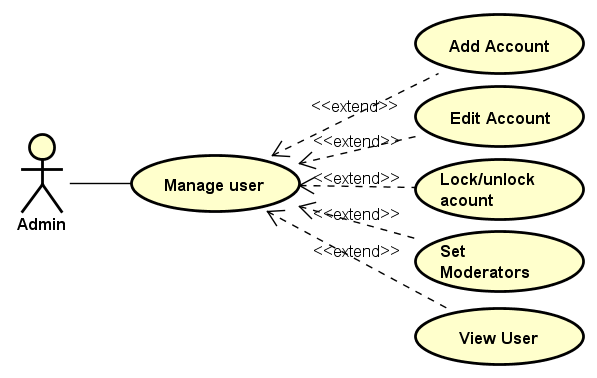 Add Account
<<extend>>
Edit Account
<<extend>>
Manage user
<<extend>>
Lock/unlock
acount
Admin
<<extend>>
Set
Moderators
<<extend>>
View User